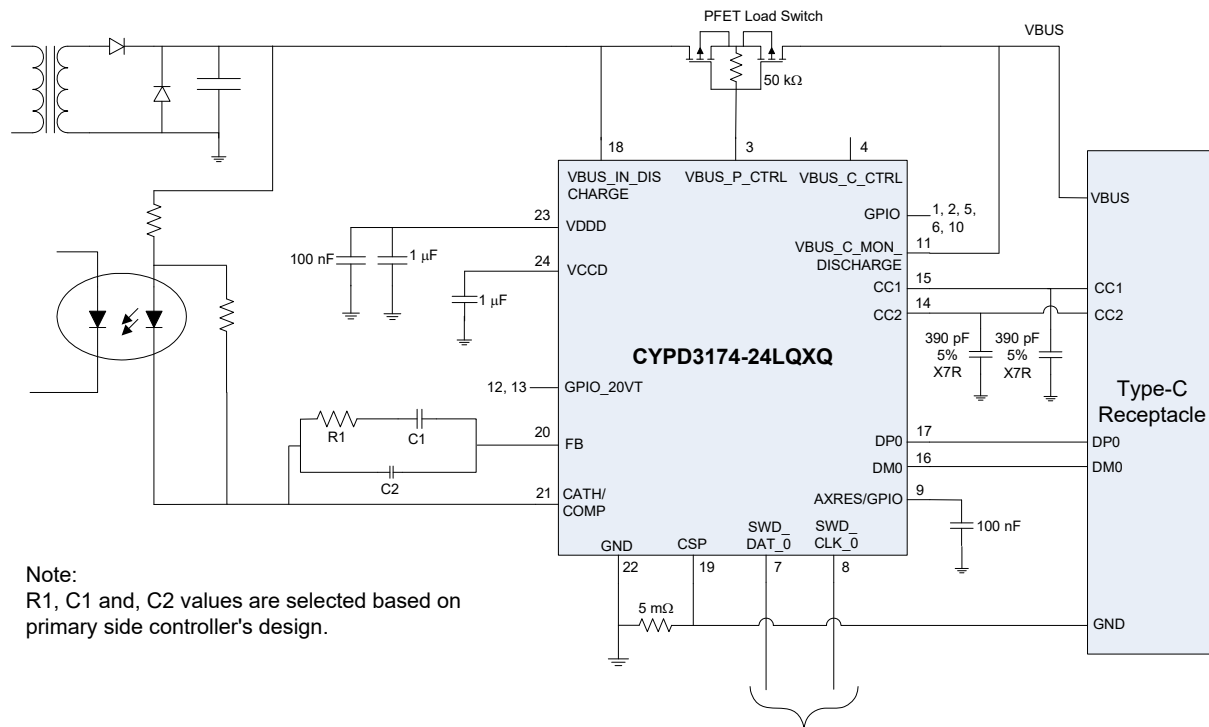 PFET Load Switch
VBUS
50 kΩ
18
3
4
VBUS_IN_DIS
CHARGE
VBUS_P_CTRL
VBUS_C_CTRL
23
VDDD
GPIO
1, 2, 5,
6, 10
VBUS_C_MON_
DISCHARGE
11
100 nF
1 μF
24
VCCD
1 μF
CC1
15
CC2
14
CYPD3174-24LQXQ
390 pF
5%
X7R
390 pF
5%
X7R
12, 13
GPIO_20VT
R1
C1
C2
20
FB
21
CATH/
COMP
DP0
17
DM0
16
AXRES/GPIO
9
100 nF
GND
22
CSP
19
SWD_
DAT_0
7
SWD_
CLK_0
8
5 mΩ
VBUS
CC1
CC2
Type-C
Receptacle
DP0
DM0
GND
Note:
R1, C1 and, C2 values are selected based on
primary side controller's design.